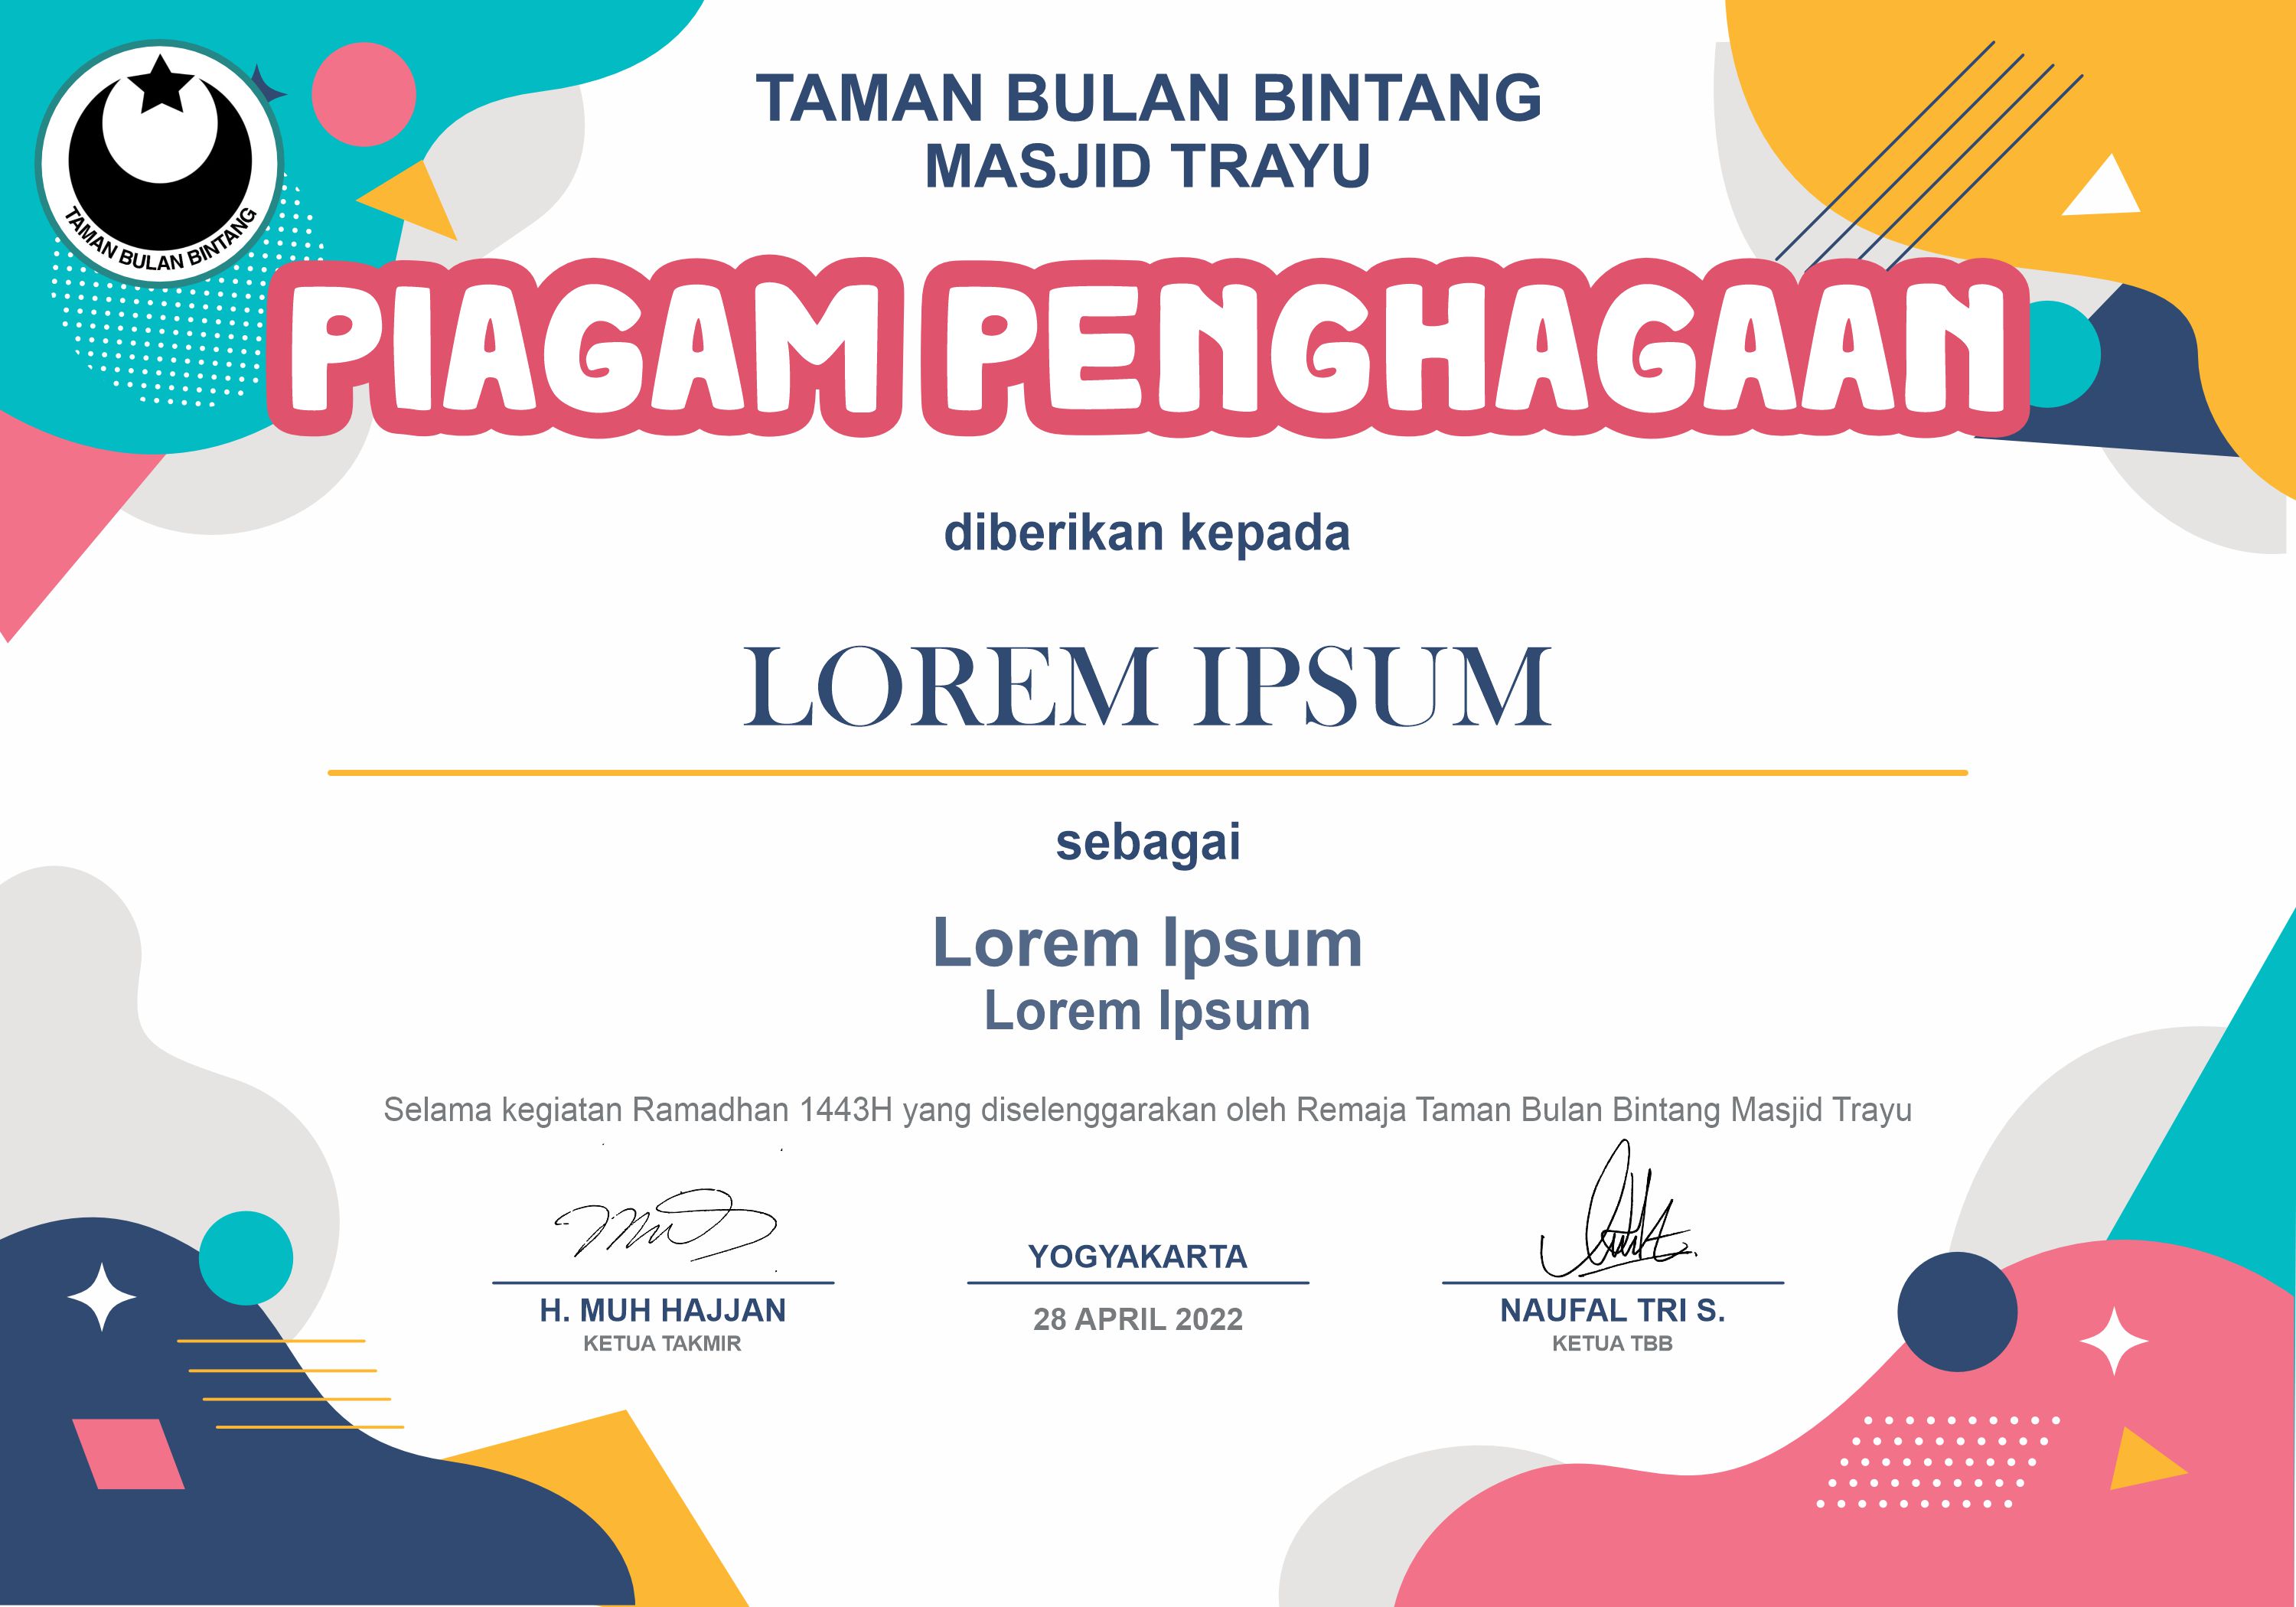 TAMAN BULAN BINTANG
TAMAN BULAN BINTANG
MASJID TRAYU
PIAGAM PENGHAGAAN
diberikan kepada
LOREM IPSUM
sebagai
Lorem Ipsum
Lorem Ipsum
Selama kegiatan Ramadhan 1443H yang diselenggarakan oleh Remaja Taman Bulan Bintang Masjid Trayu
H. MUH HAJJAN
KETUA TAKMIR
YOGYAKARTA
28 APRIL 2022
NAUFAL TRI S.
KETUA TBB